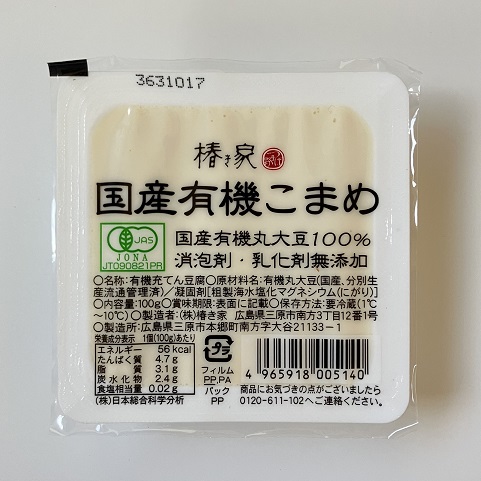 3631017
椿き家
国産有機こまめ
JAS
JONA
JT090821PR
国産有機丸大豆100%
消泡剤・乳化剤無添加
○名称:有機充てん豆腐○原材料名:有機丸大豆(国産、分別生
産流通管理済)/凝固剤[粗製海水塩化マグネシウム(にがり)]
○内容量:100g○賞味期限:表面に記載○保存方法:要冷蔵(1℃
~10℃)○製造者:(株)椿き家 広島県三原市南方3丁目12番1号
○製造所:広島県三原市本郷町南方字大谷21133-1
栄養成分表示 1個(100g)あたり
エネルギー 56kcal
たんぱく質 4.7g
脂質 3.1g
炭水化物 2.4g
食塩相当量 0.02g
(株)日本総合科学分析
プラ
フィルム
PP,PA
パック
PP
4 965918 005140
商品にお気づきの点がございましたら
0120-611-102へご連絡ください。